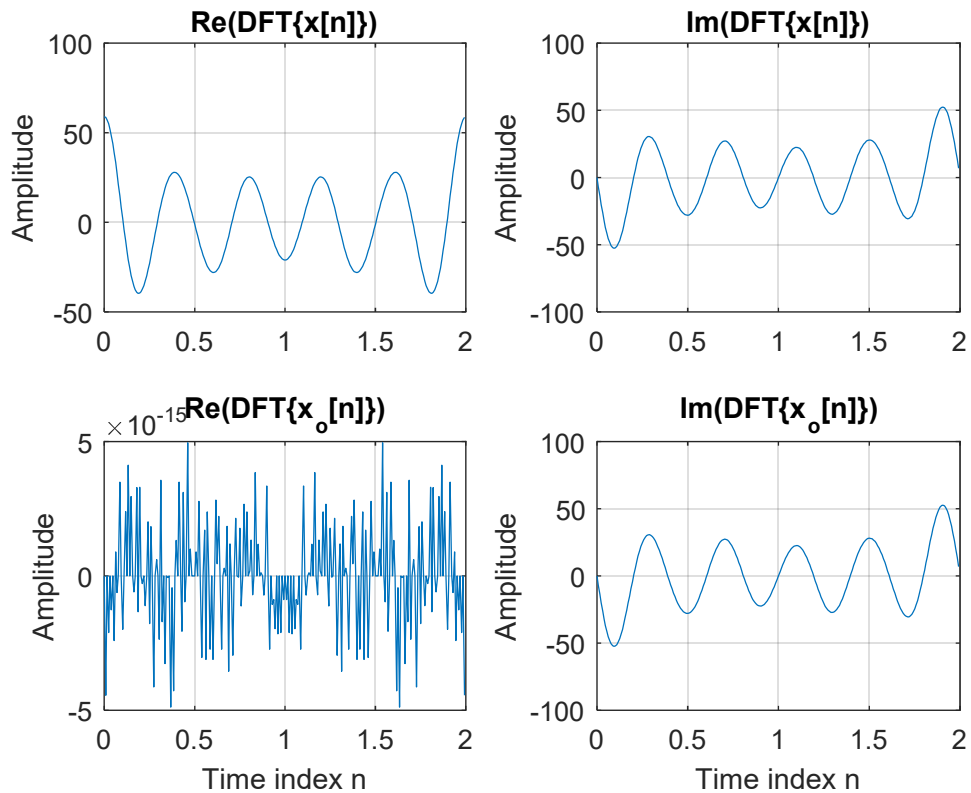 Re(DFT{x[n]})
Amplitude
100
50
0
-50
0 0.5 1 1.5 2
Im(DFT{x[n]})
Amplitude
100
50
0
-50
-100
0 0.5 1 1.5 2
×10-15
Re(DFT{xo[n]})
Amplitude
5
0
-5
0 0.5 1 1.5 2
Time index n
Im(DFT{xo[n]})
Amplitude
100
50
0
-50
-100
0 0.5 1 1.5 2
Time index n